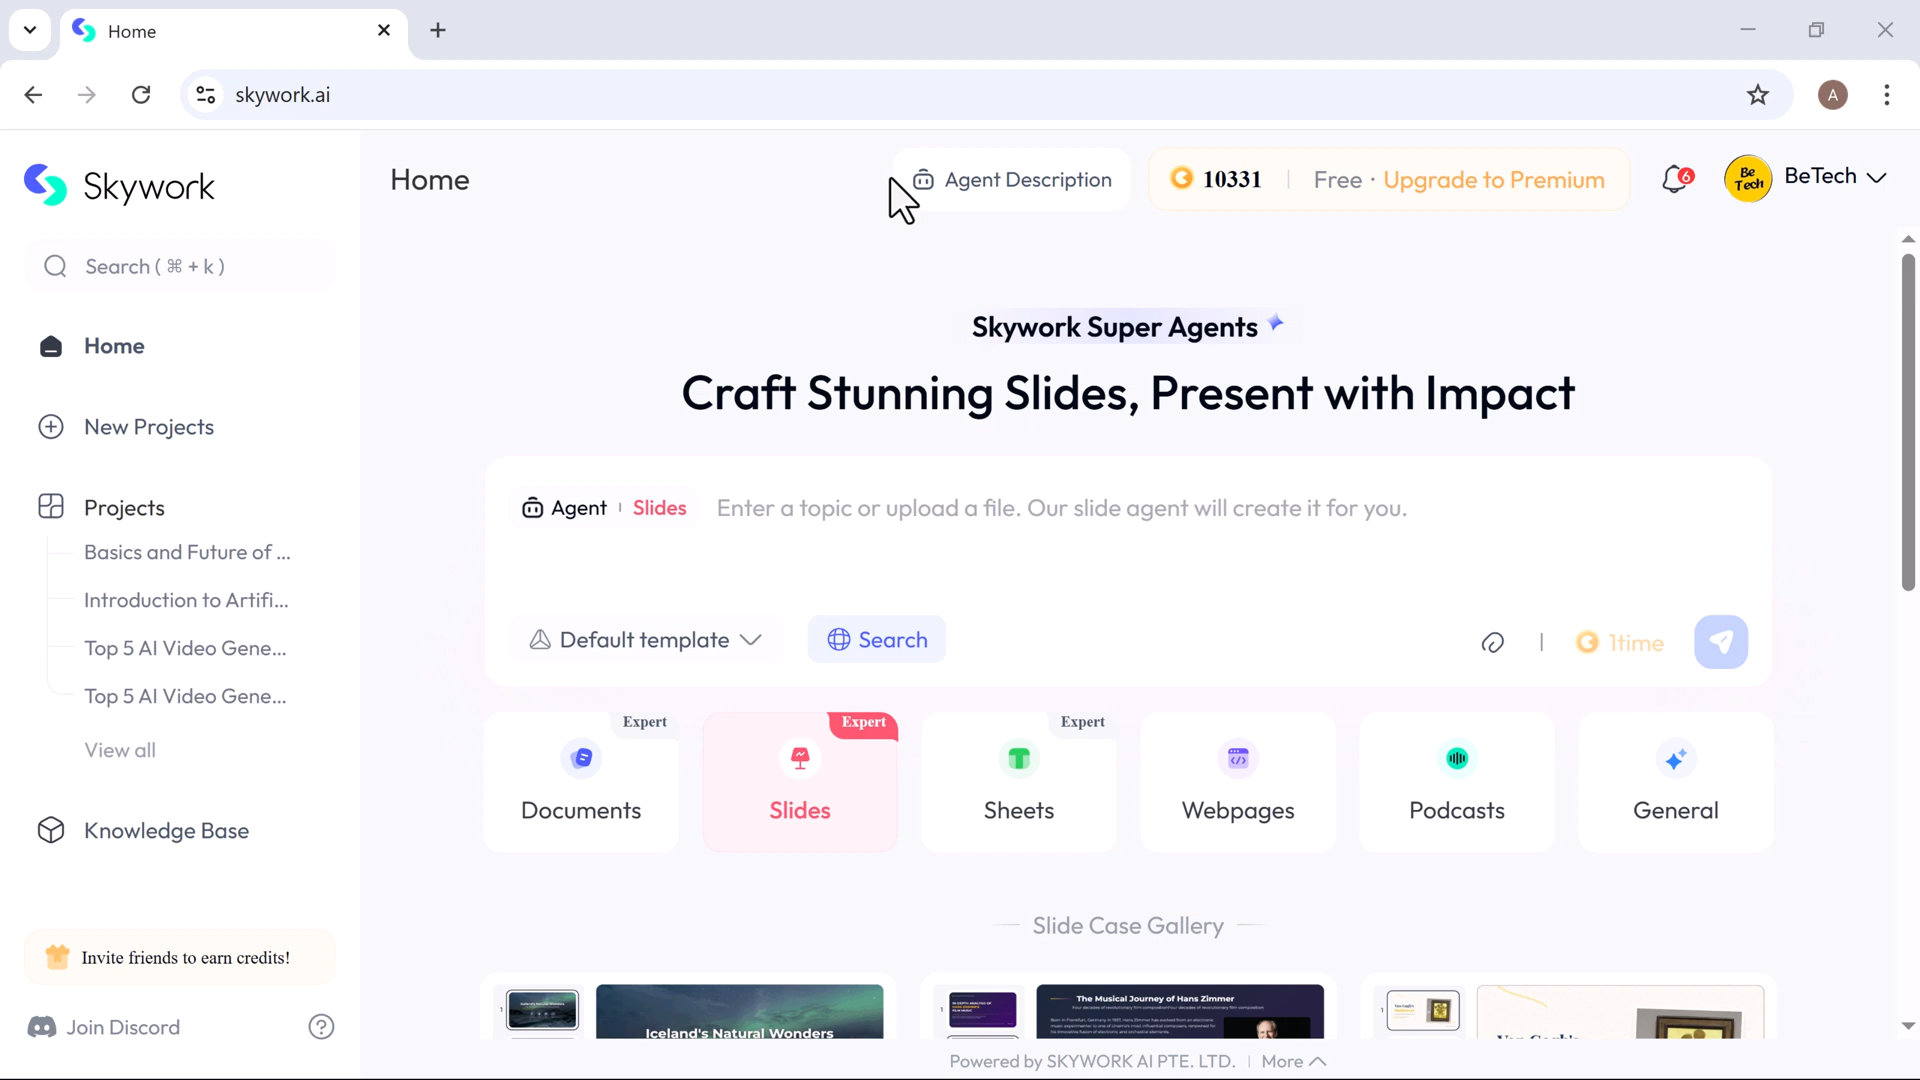 Home
skywork.ai
A
Skywork
Search ( ⌘ + k )
Home
New Projects
Projects
Basics and Future of ...
Introduction to Artifi...
Top 5 AI Video Gene...
Top 5 AI Video Gene...
View all
Knowledge Base
Invite friends to earn credits!
Join Discord
Home
Agent Description
10331
Free · Upgrade to Premium
6
Be Tech
BeTech
Skywork Super Agents
Craft Stunning Slides, Present with Impact
Agent
Slides
Enter a topic or upload a file. Our slide agent will create it for you.
Default template
Search
1time
Expert
Documents
Expert
Slides
Expert
Sheets
Webpages
Podcasts
General
Slide Case Gallery
1
Iceland's Natural Wonders
1
The Musical Journey of Hans Zimmer
1
Powered by SKYWORK AI PTE. LTD.
More